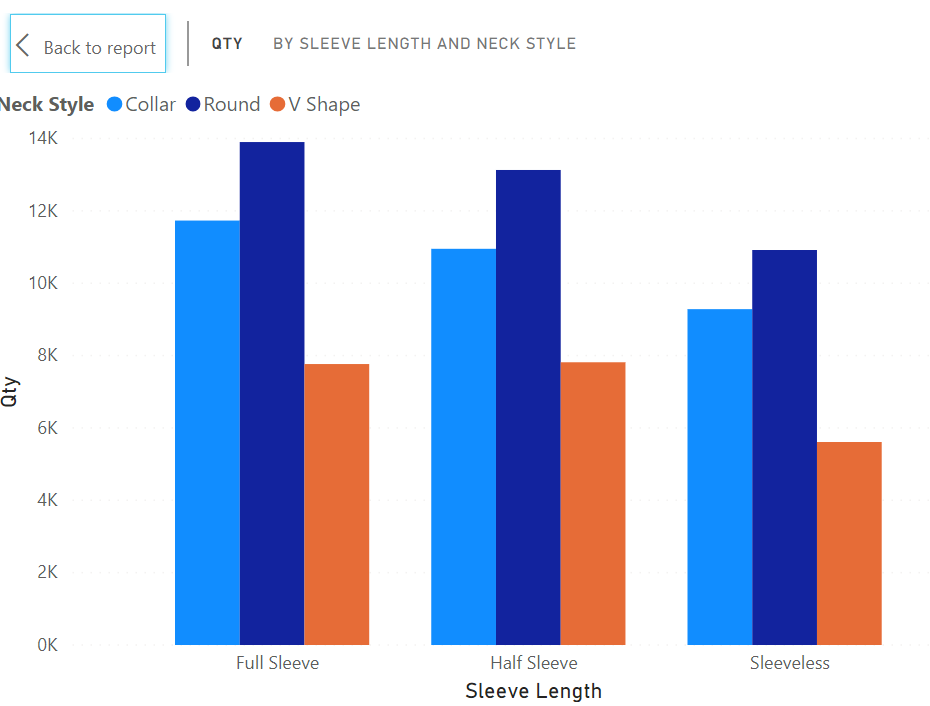 Back to report
QTY BY SLEEVE LENGTH AND NECK STYLE
Neck Style Collar Round V Shape
14K
12K
10K
8K
6K
4K
2K
0K
Qty
Full Sleeve Half Sleeve Sleeveless
Sleeve Length